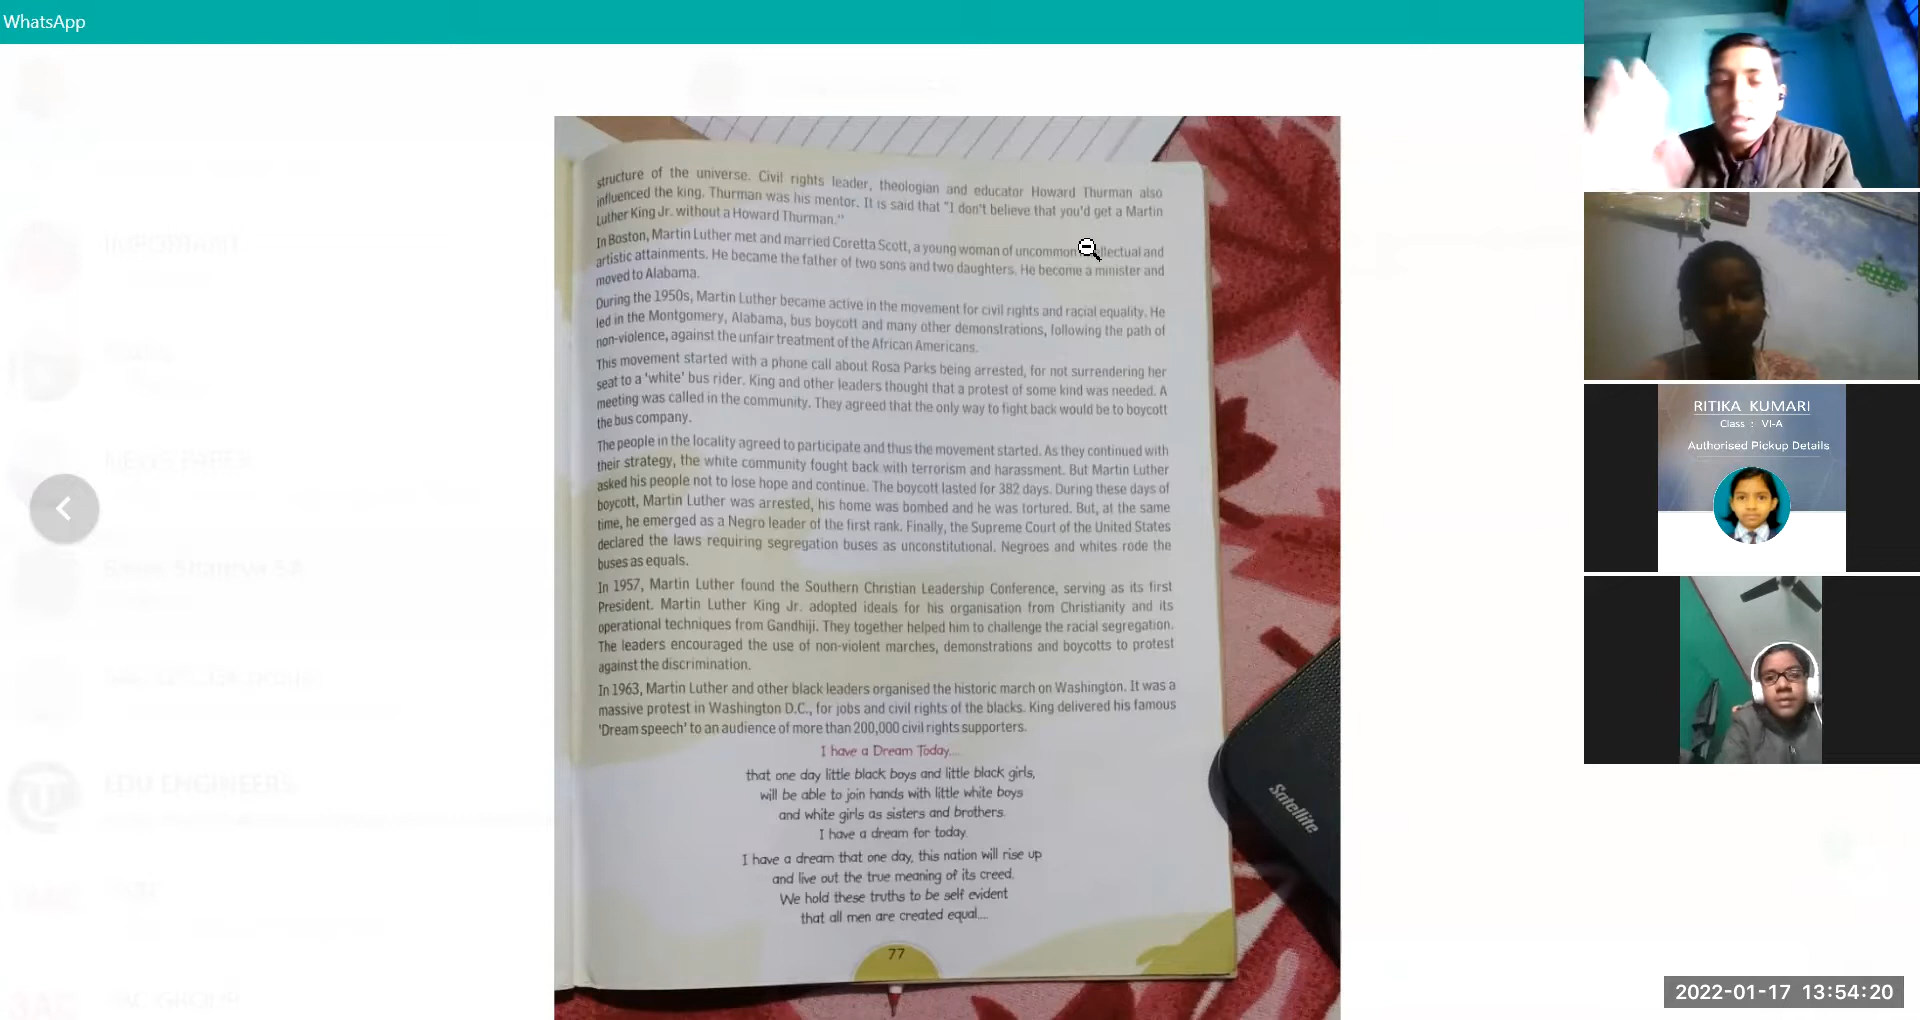 WhatsApp
structure of the universe. Civil rights leader, theologian and educator Howard Thurman also
influenced the king. Thurman was his mentor. It is said that "I don't believe that you'd get a Martin
Luther King Jr. without a Howard Thurman."
In Boston, Martin Luther met and married Coretta Scott, a young woman of uncommon ellectual and
artistic attainments. He became the father of two sons and two daughters. He become a minister and
moved to Alabama.
During the 1950s, Martin Luther became active in the movement for civil rights and racial equality. He
led in the Montgomery, Alabama, bus boycott and many other demonstrations, following the path of
non-violence, against the unfair treatment of the African Americans.
This movement started with a phone call about Rosa Parks being arrested, for not surrendering her
seat to a 'white' bus rider. King and other leaders thought that a protest of some kind was needed. A
meeting was called in the community. They agreed that the only way to fight back would be to boycott
the bus company.
The people in the locality agreed to participate and thus the movement started. As they continued with
their strategy, the white community fought back with terrorism and harassment. But Martin Luther
asked his people not to lose hope and continue. The boycott lasted for 382 days. During these days of
boycott, Martin Luther was arrested, his home was bombed and he was tortured. But, at the same
time, he emerged as a Negro leader of the first rank. Finally, the Supreme Court of the United States
declared the laws requiring segregation buses as unconstitutional. Negroes and whites rode the
buses as equals.
In 1957, Martin Luther found the Southern Christian Leadership Conference, serving as its first
President. Martin Luther King Jr. adopted ideals for his organisation from Christianity and its
operational techniques from Gandhiji. They together helped him to challenge the racial segregation.
The leaders encouraged the use of non-violent marches, demonstrations and boycotts to protest
against the discrimination.
In 1963, Martin Luther and other black leaders organised the historic march on Washington. It was a
massive protest in Washington D.C., for jobs and civil rights of the blacks. King delivered his famous
'Dream speech' to an audience of more than 200,000 civil rights supporters.
I have a Dream Today....
that one day little black boys and little black girls,
will be able to join hands with little white boys
and white girls as sisters and brothers.
I have a dream for today.
I have a dream that one day, this nation will rise up
and live out the true meaning of its creed.
We hold these truths to be self evident
that all men are created equal....
77
Satellite
EDU ENGINEERS
RITIKA KUMARI
Class : VI-A
Authorised Pickup Details
2022-01-17 13:54:20